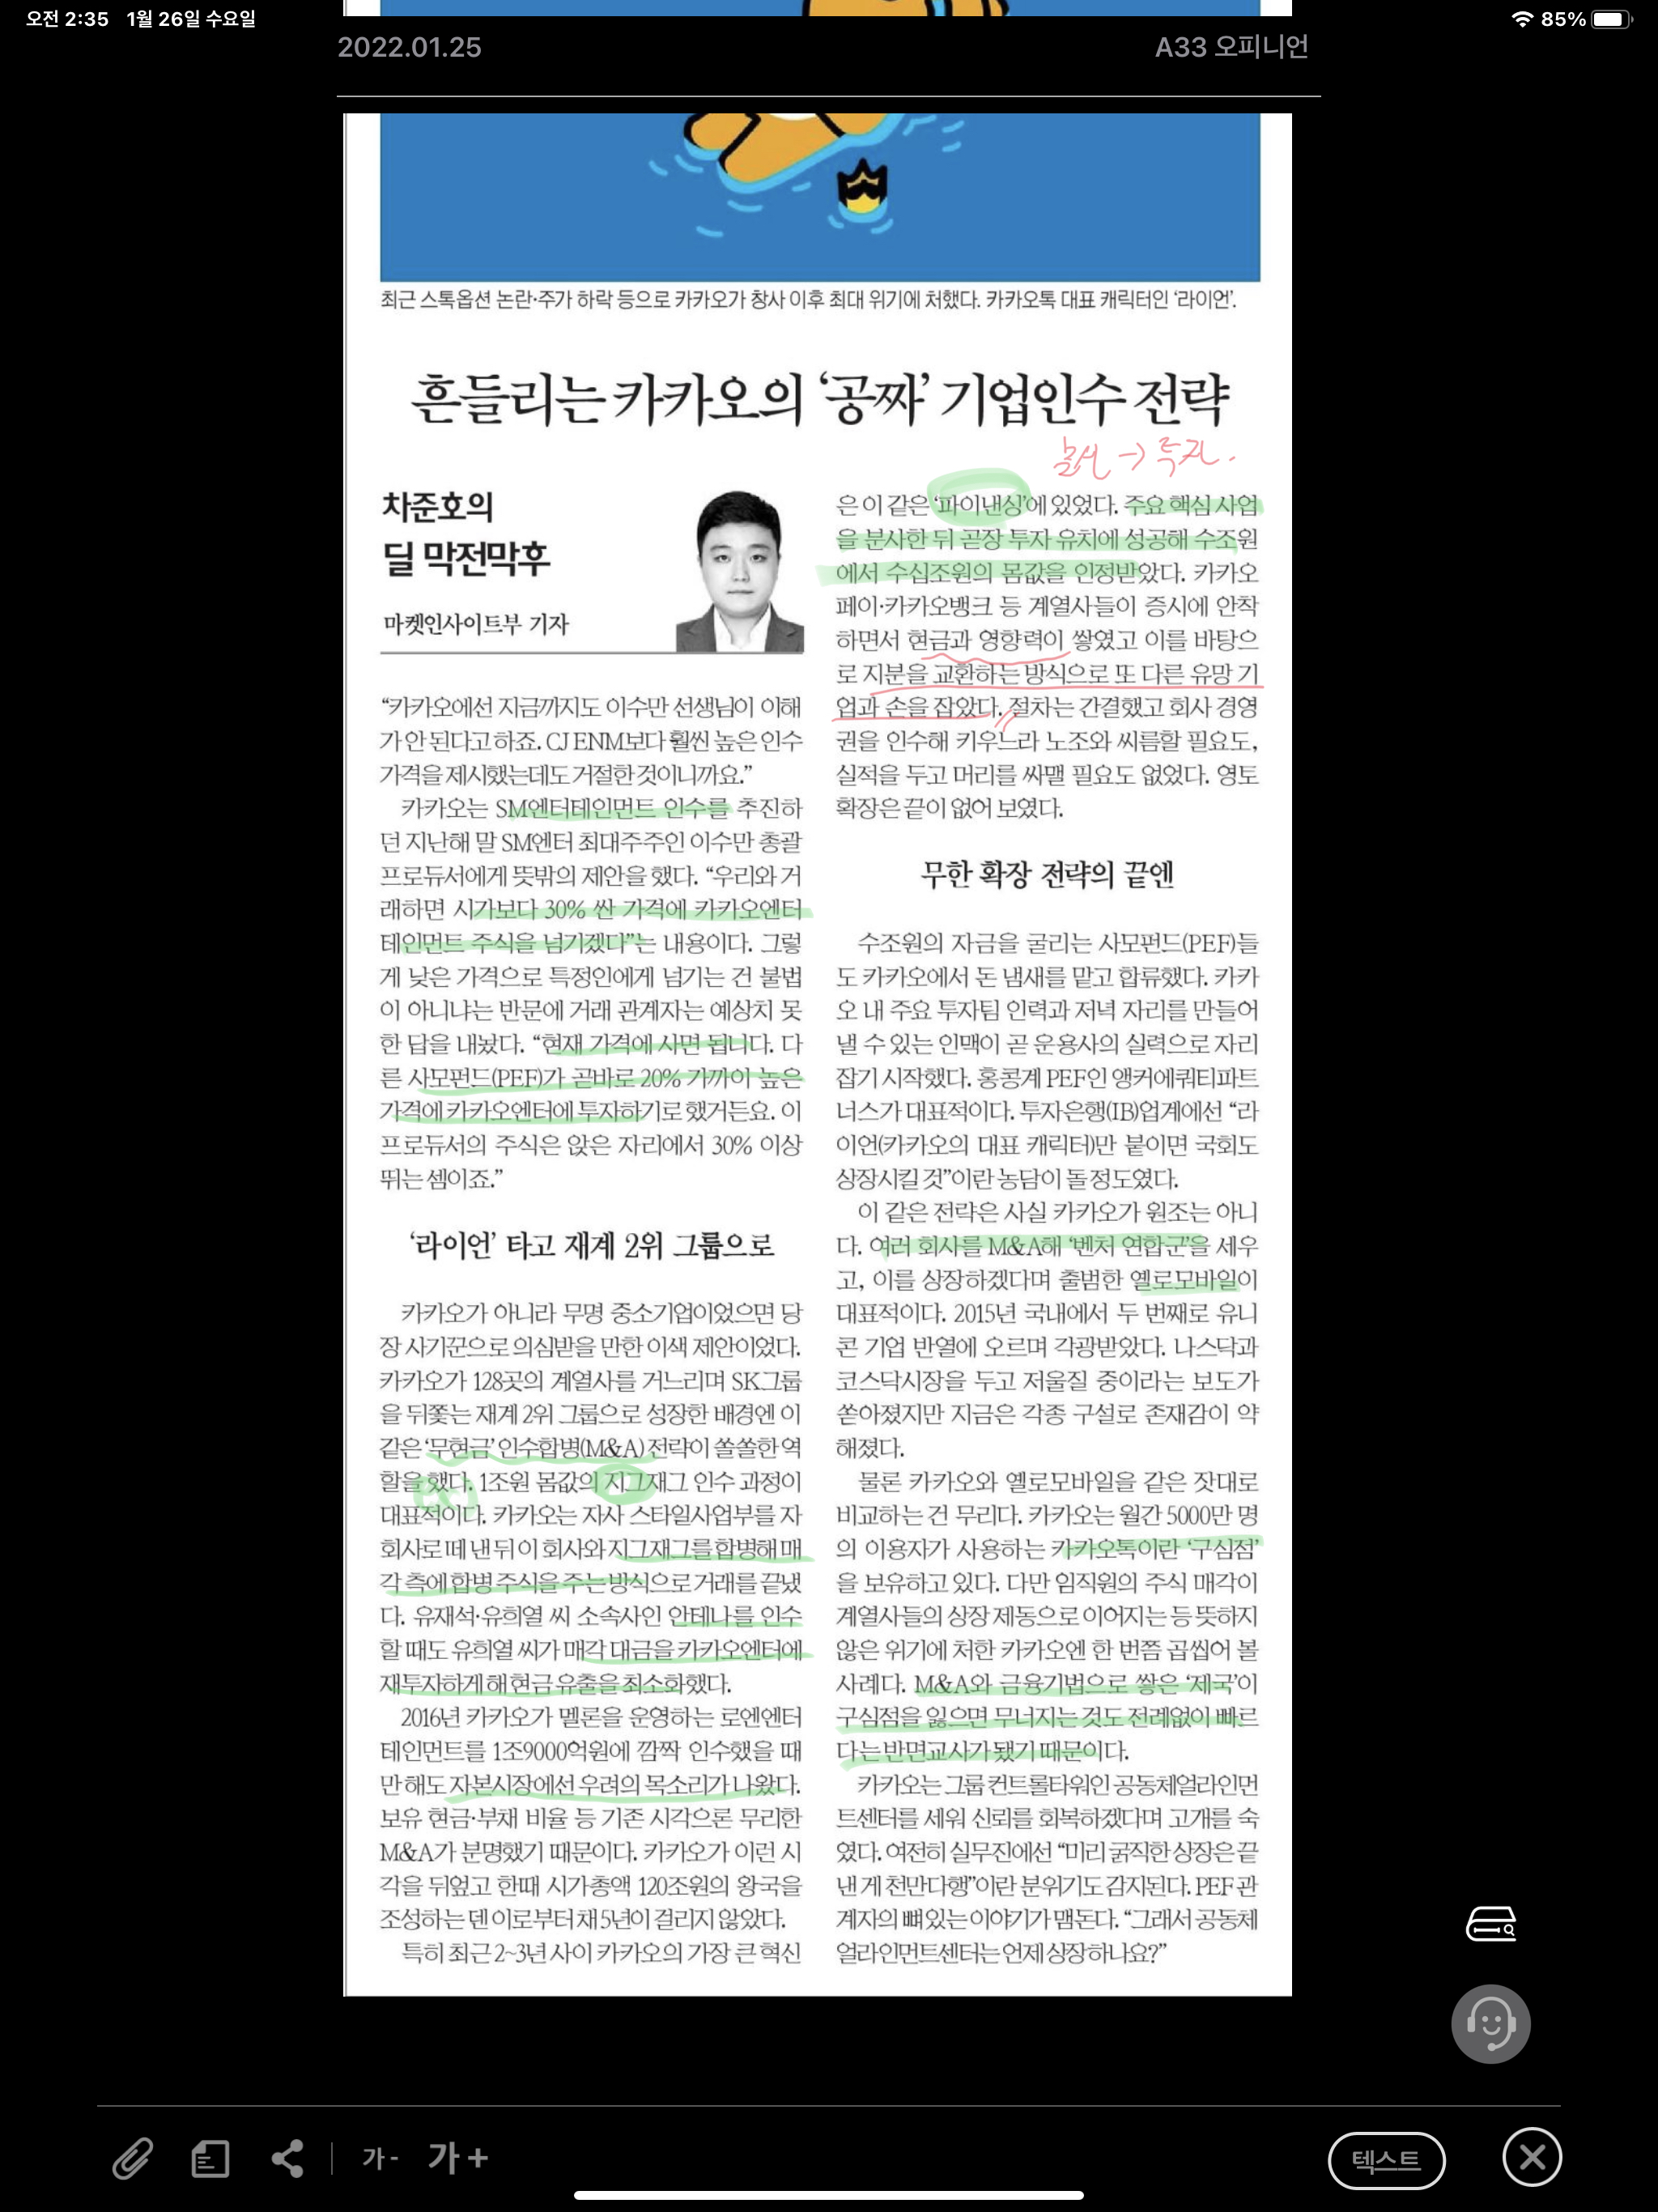 오전 2:35 1월 26일 수요일
85%
2022.01.25
A33 오피니언
최근 스톡옵션 논란·주가 하락 등으로 카카오가 창사 이후 최대 위기에 처했다. 카카오톡 대표 캐릭터인 ‘라이언’.
흔들리는 카카오의 ‘공짜’ 기업인수 전략
차준호의
딜 막전막후
마켓인사이트부 기자
“카카오에선 지금까지도 이수만 선생님이 이해
가 안 된다고 하죠. CJ ENM보다 훨씬 높은 인수
가격을 제시했는데도 거절한 것이니까요.”
카카오는 SM엔터테인먼트 인수를 추진하
던 지난해 말 SM엔터 최대주주인 이수만 총괄
프로듀서에게 뜻밖의 제안을 했다. “우리와 거
래하면 시가보다 30% 싼 가격에 카카오엔터
테인먼트 주식을 넘기겠다”는 내용이다. 그렇
게 낮은 가격으로 특정인에게 넘기는 건 불법
이 아니냐는 반문에 거래 관계자는 예상치 못
한 답을 내놨다. “현재 가격에 사면 됩니다. 다
른 사모펀드(PEF)가 곧바로 20% 가까이 높은
가격에 카카오엔터에 투자하기로 했거든요. 이
프로듀서의 주식은 앉은 자리에서 30% 이상
뛰는 셈이죠.”
‘라이언’ 타고 재계 2위 그룹으로
카카오가 아니라 무명 중소기업이었으면 당
장 사기꾼으로 의심받을 만한 이색 제안이었다.
카카오가 128곳의 계열사를 거느리며 SK그룹
을 뒤쫓는 재계 2위 그룹으로 성장한 배경엔 이
같은 ‘무현금’ 인수합병(M&A) 전략이 쏠쏠한 역
할을 했다. 1조원 몸값의 지그재그 인수 과정이
대표적이다. 카카오는 자사 스타일사업부를 자
회사로 떼 낸 뒤 이 회사와 지그재그를 합병해 매
각 측에 합병 주식을 주는 방식으로 거래를 끝냈
다. 유재석·유희열 씨 소속사인 안테나를 인수
할 때도 유희열 씨가 매각 대금을 카카오엔터에
재투자하게 해 현금 유출을 최소화했다.
2016년 카카오가 멜론을 운영하는 로엔엔터
테인먼트를 1조9000억원에 깜짝 인수했을 때
만 해도 자본시장에선 우려의 목소리가 나왔다.
보유 현금·부채 비율 등 기존 시각으론 무리한
M&A가 분명했기 때문이다. 카카오가 이런 시
각을 뒤엎고 한때 시가총액 120조원의 왕국을
조성하는 덴 이로부터 채 5년이 걸리지 않았다.
특히 최근 2~3년 사이 카카오의 가장 큰 혁신
은 이 같은 ‘파이낸싱’에 있었다. 주요 핵심 사업
을 분사한 뒤 곧장 투자 유치에 성공해 수조원
에서 수십조원의 몸값을 인정받았다. 카카오
페이·카카오뱅크 등 계열사들이 증시에 안착
하면서 현금과 영향력이 쌓였고 이를 바탕으
로 지분을 교환하는 방식으로 또 다른 유망 기
업과 손을 잡았다. 절차는 간결했고 회사 경영
권을 인수해 키우느라 노조와 씨름할 필요도,
실적을 두고 머리를 싸맬 필요도 없었다. 영토
확장은 끝이 없어 보였다.
무한 확장 전략의 끝엔
수조원의 자금을 굴리는 사모펀드(PEF)들
도 카카오에서 돈 냄새를 맡고 합류했다. 카카
오 내 주요 투자팀 인력과 저녁 자리를 만들어
낼 수 있는 인맥이 곧 운용사의 실력으로 자리
잡기 시작했다. 홍콩계 PEF인 앵커에쿼티파트
너스가 대표적이다. 투자은행(IB)업계에선 “라
이언(카카오의 대표 캐릭터)만 붙이면 국회도
상장시킬 것”이란 농담이 돌 정도였다.
이 같은 전략은 사실 카카오가 원조는 아니
다. 여러 회사를 M&A해 ‘벤처 연합군’을 세우
고, 이를 상장하겠다며 출범한 옐로모바일이
대표적이다. 2015년 국내에서 두 번째로 유니
콘 기업 반열에 오르며 각광받았다. 나스닥과
코스닥시장을 두고 저울질 중이라는 보도가
쏟아졌지만 지금은 각종 구설로 존재감이 약
해졌다.
물론 카카오와 옐로모바일을 같은 잣대로
비교하는 건 무리다. 카카오는 월간 5000만 명
의 이용자가 사용하는 카카오톡이란 ‘구심점’
을 보유하고 있다. 다만 임직원의 주식 매각이
계열사들의 상장 제동으로 이어지는 등 뜻하지
않은 위기에 처한 카카오엔 한 번쯤 곱씹어 볼
사례다. M&A와 금융기법으로 쌓은 ‘제국’이
구심점을 잃으면 무너지는 것도 전례없이 빠르
다는 반면교사가 됐기 때문이다.
카카오는 그룹 컨트롤타워인 공동체얼라인먼
트센터를 세워 신뢰를 회복하겠다며 고개를 숙
였다. 여전히 실무진에선 “미리 굵직한 상장은 끝
낸 게 천만다행”이란 분위기도 감지된다. PEF 관
계자의 뼈있는 이야기가 맴돈다. “그래서 공동체
얼라인먼트센터는 언제 상장하나요?”
가- 가+
텍스트